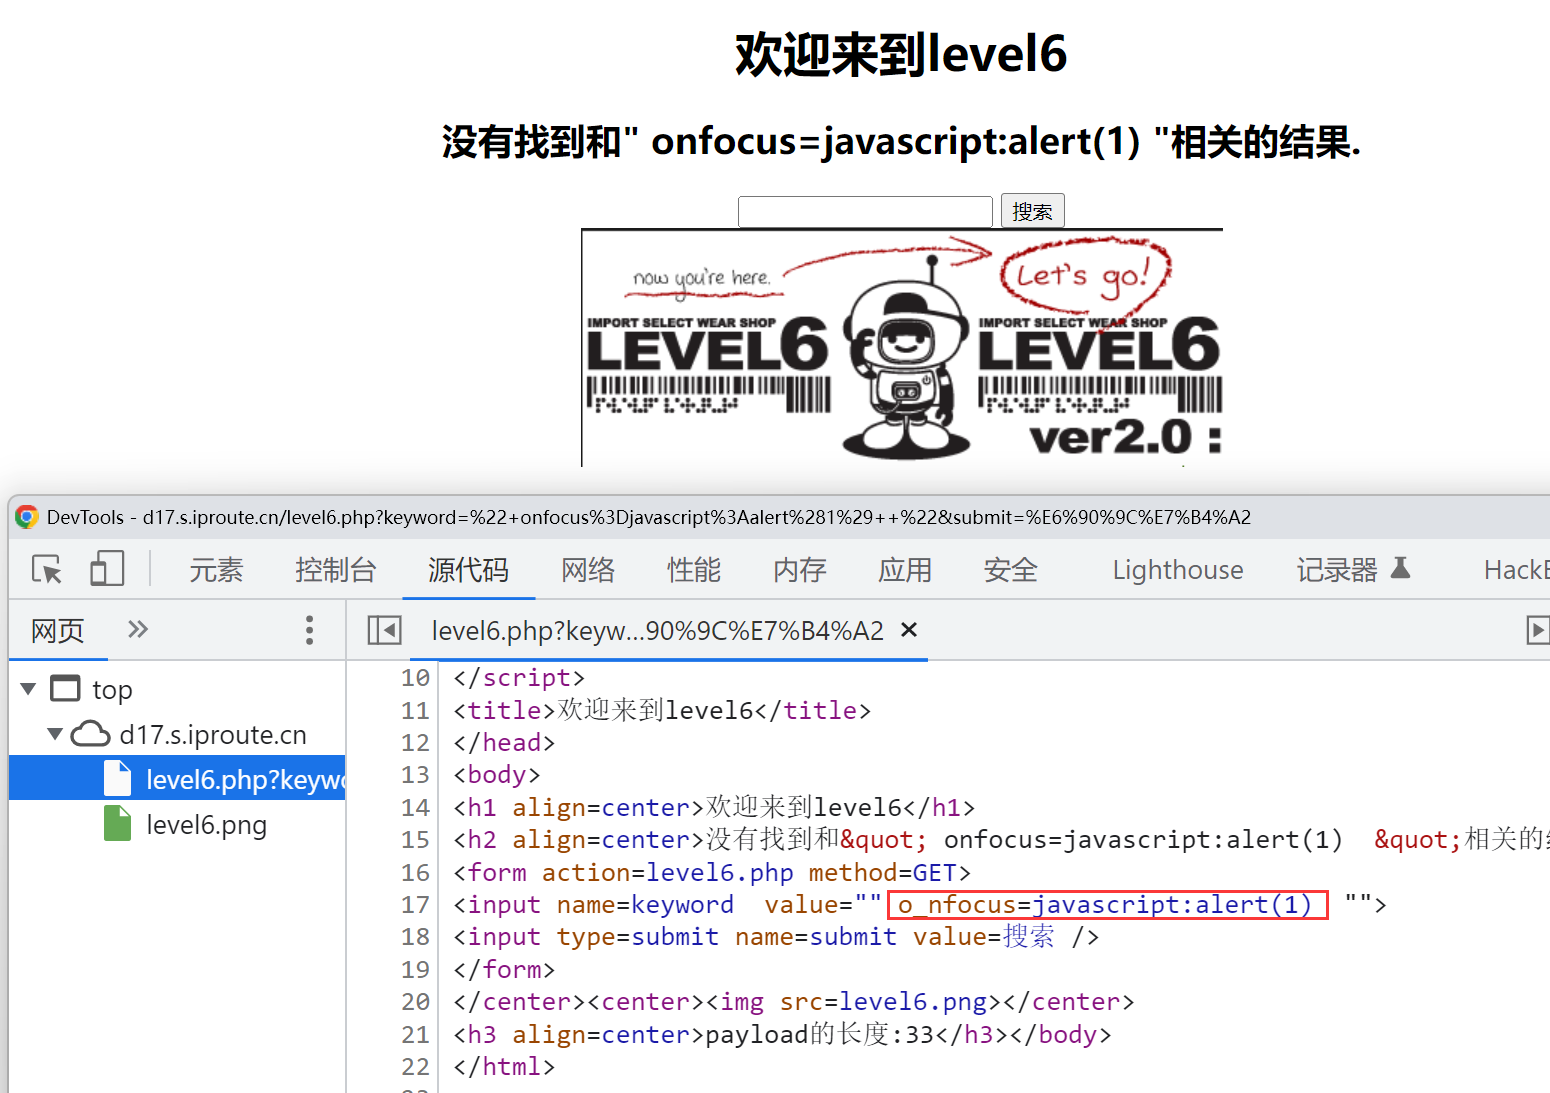 欢迎来到level6
没有找到和" onfocus=javascript:alert(1) "相关的结果.
搜索
now you're here.
Let's go!
IMPORT SELECT WEAR SHOP
LEVEL6
IMPORT SELECT WEAR SHOP
LEVEL6
ver2.0 :
DevTools - d17.s.iproute.cn/level6.php?keyword=%22+onfocus%3Djavascript%3Aalert%281%29++%22&submit=%E6%90%9C%E7%B4%A2
元素 控制台 源代码 网络 性能 内存 应用 安全 Lighthouse 记录器
网页 » level6.php?keyw...90%9C%E7%B4%A2 ×
top
d17.s.iproute.cn
level6.php?keyw
level6.png
10 </script>
11 <title>欢迎来到level6</title>
12 </head>
13 <body>
14 <h1 align=center>欢迎来到level6</h1>
15 <h2 align=center>没有找到和&quot; onfocus=javascript:alert(1)  &quot;相关的
16 <form action=level6.php method=GET>
17 <input name=keyword  value="" o_nfocus=javascript:alert(1)  "">
18 <input type=submit name=submit value=搜索 />
19 </form>
20 </center><center><img src=level6.png></center>
21 <h3 align=center>payload的长度:33</h3></body>
22 </html>